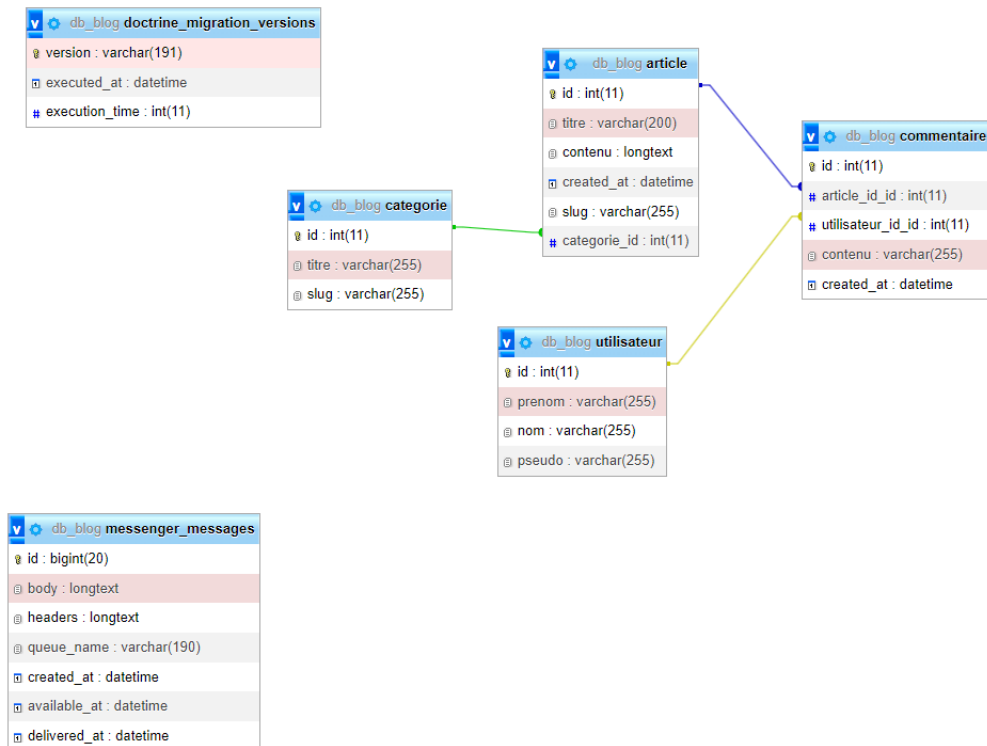 v db_blog doctrine_migration_versions
version : varchar(191)
executed_at : datetime
# execution_time : int(11)
v db_blog article
id : int(11)
titre : varchar(200)
contenu : longtext
created_at : datetime
slug : varchar(255)
# categorie_id : int(11)
v db_blog commentaire
id : int(11)
# article_id_id : int(11)
# utilisateur_id_id : int(11)
contenu : varchar(255)
created_at : datetime
v db_blog categorie
id : int(11)
titre : varchar(255)
slug : varchar(255)
v db_blog utilisateur
id : int(11)
prenom : varchar(255)
nom : varchar(255)
pseudo : varchar(255)
v db_blog messenger_messages
id : bigint(20)
body : longtext
headers : longtext
queue_name : varchar(190)
created_at : datetime
available_at : datetime
delivered_at : datetime